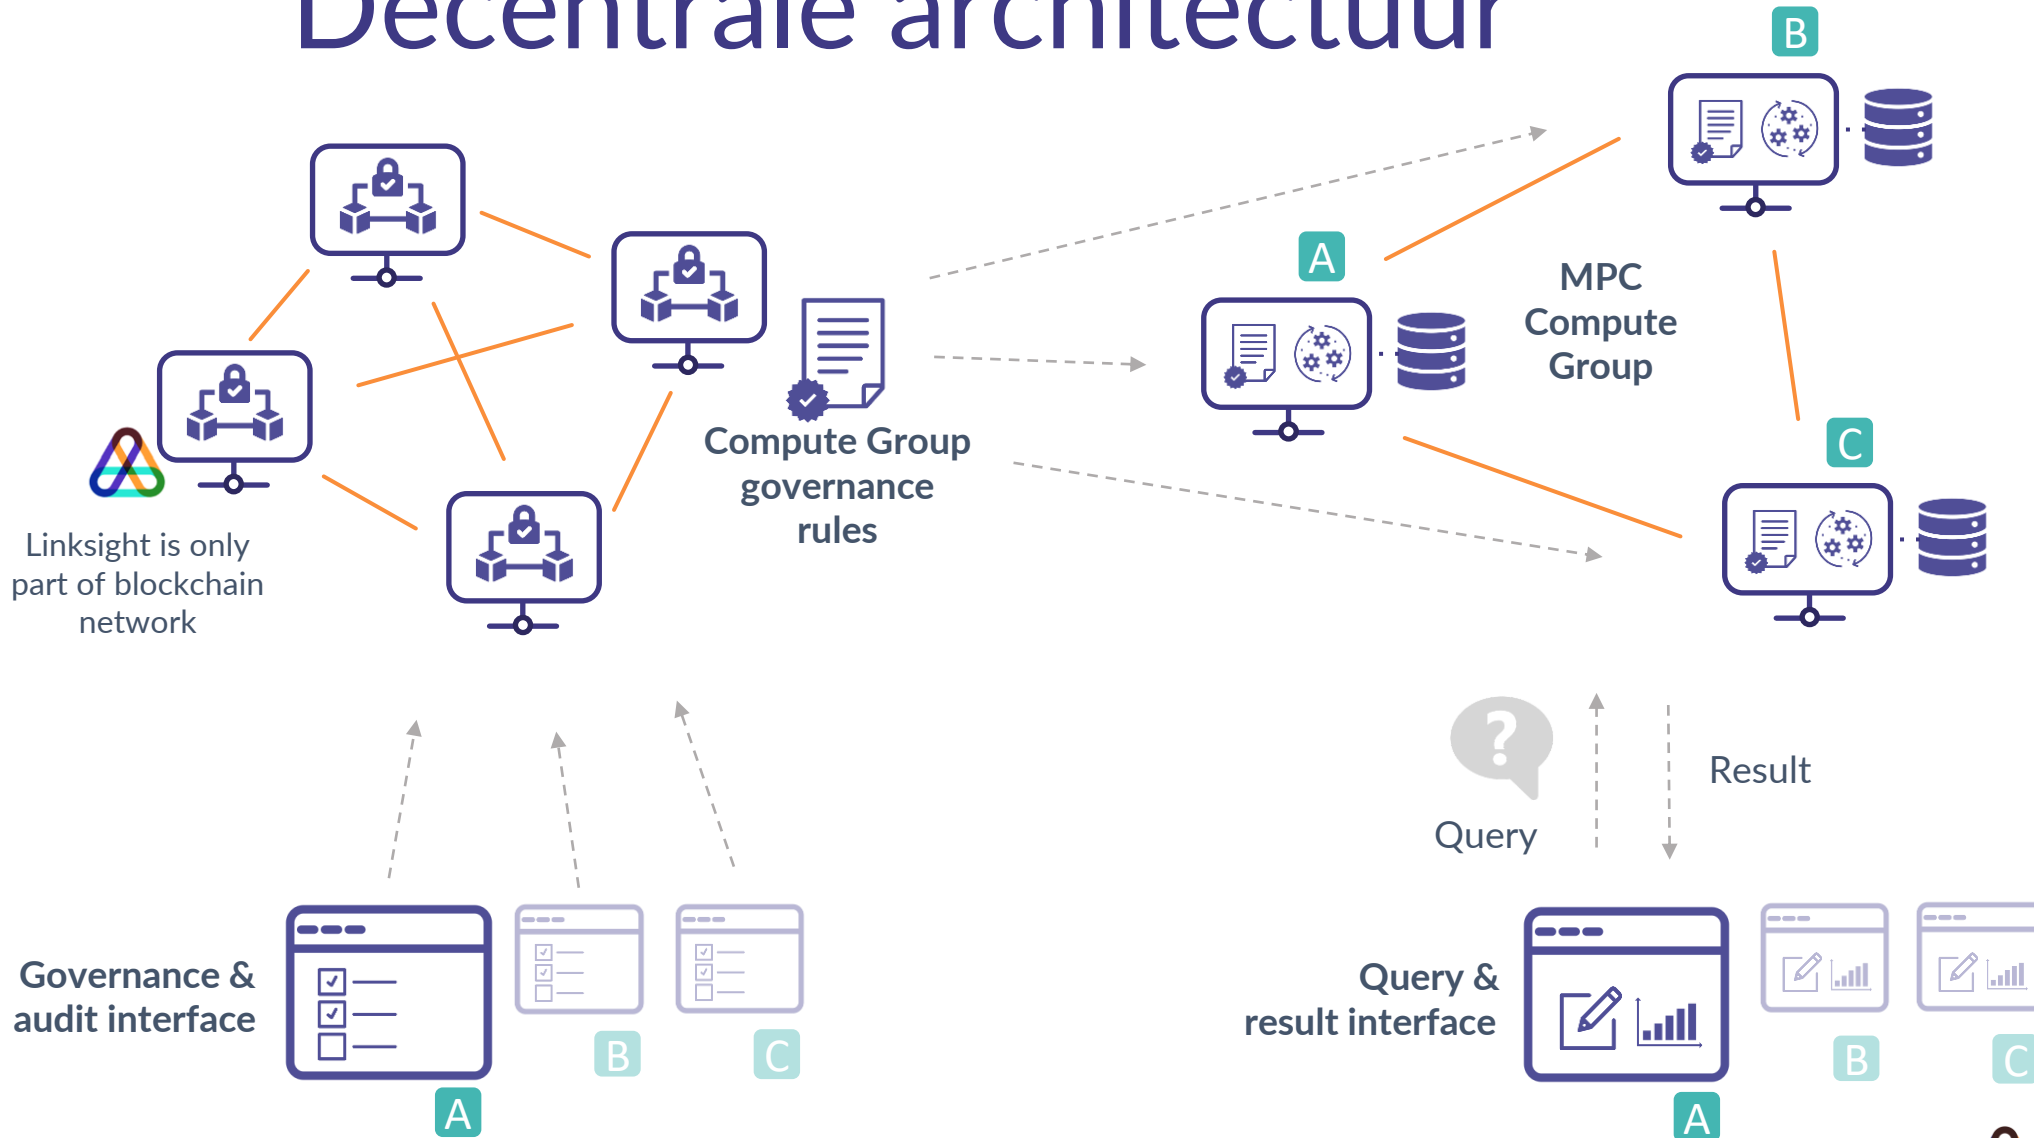 Decentrale architectuur
B
A
MPC
Compute
Group
C
Compute Group
governance
rules
Linksight is only
part of blockchain
network
?
Result
Query
Governance &
audit interface
B
C
A
Query &
result interface
B
C
A